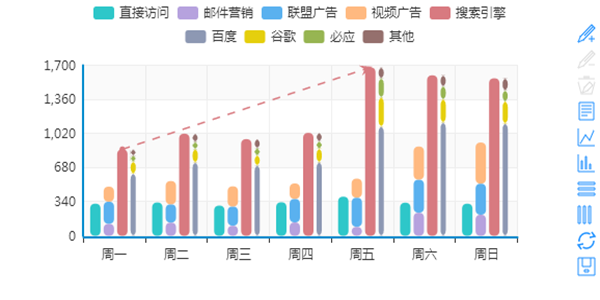 直接访问 邮件营销 联盟广告 视频广告 搜索引擎
百度 谷歌 必应 其他
1,700
1,360
1,020
680
340
0
周一 周二 周三 周四 周五 周六 周日